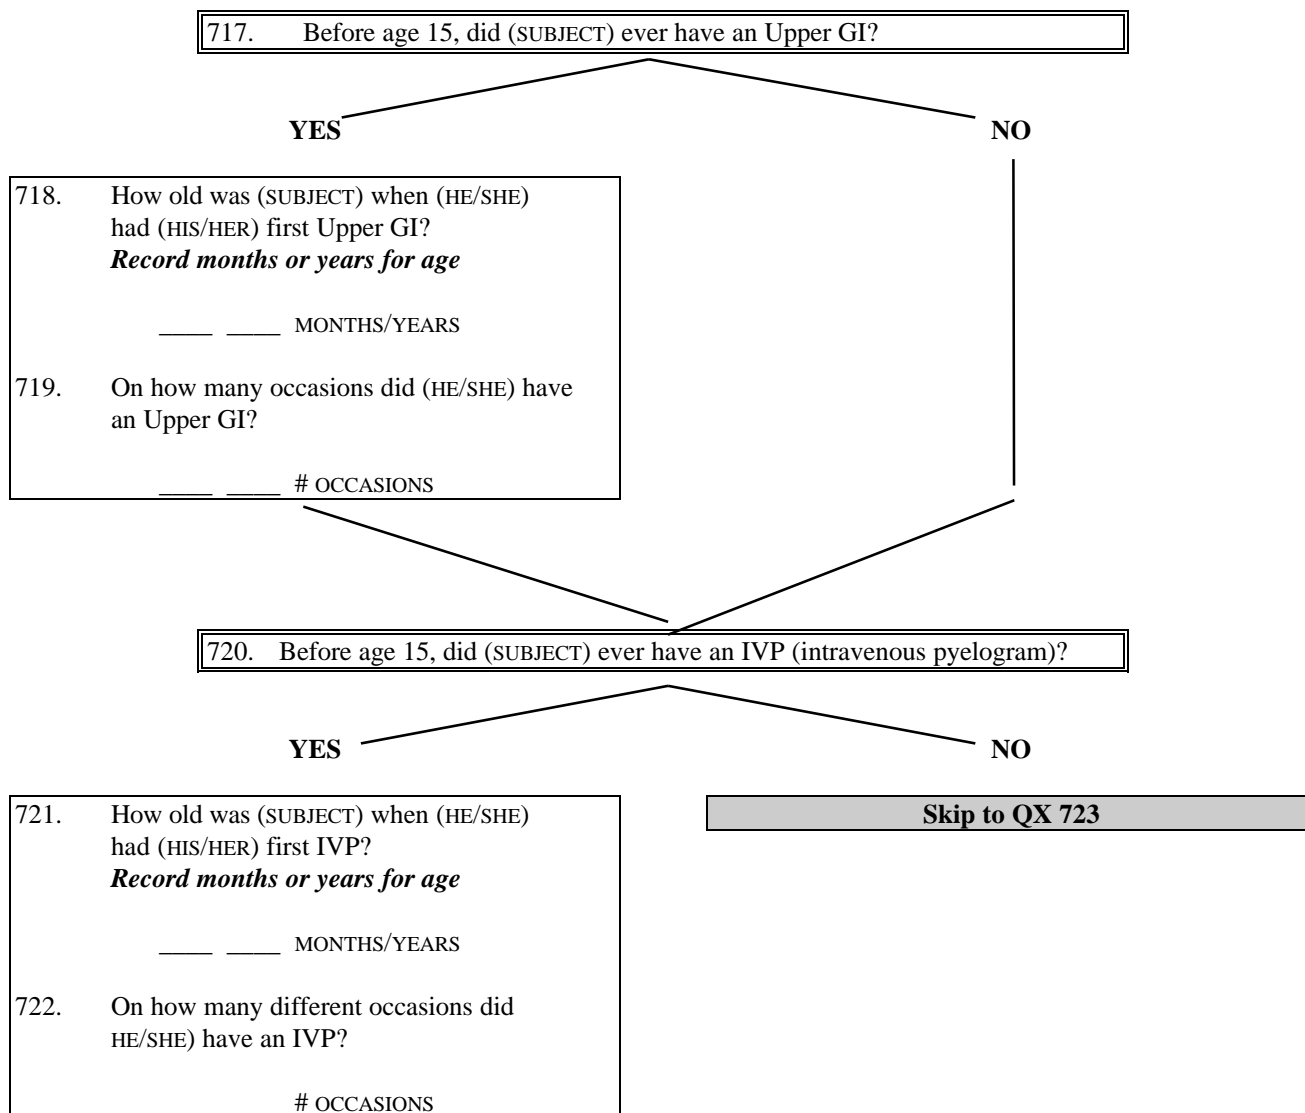 717. Before age 15, did (SUBJECT) ever have an Upper GI?
YES
NO
718. How old was (SUBJECT) when (HE/SHE)
had (HIS/HER) first Upper GI?
Record months or years for age
____ ____ MONTHS/YEARS
719. On how many occasions did (HE/SHE) have
an Upper GI?
____ ____ # OCCASIONS
720. Before age 15, did (SUBJECT) ever have an IVP (intravenous pyelogram)?
YES
NO
721. How old was (SUBJECT) when (HE/SHE)
had (HIS/HER) first IVP?
Record months or years for age
____ ____ MONTHS/YEARS
722. On how many different occasions did
HE/SHE) have an IVP?
# OCCASIONS
Skip to QX 723